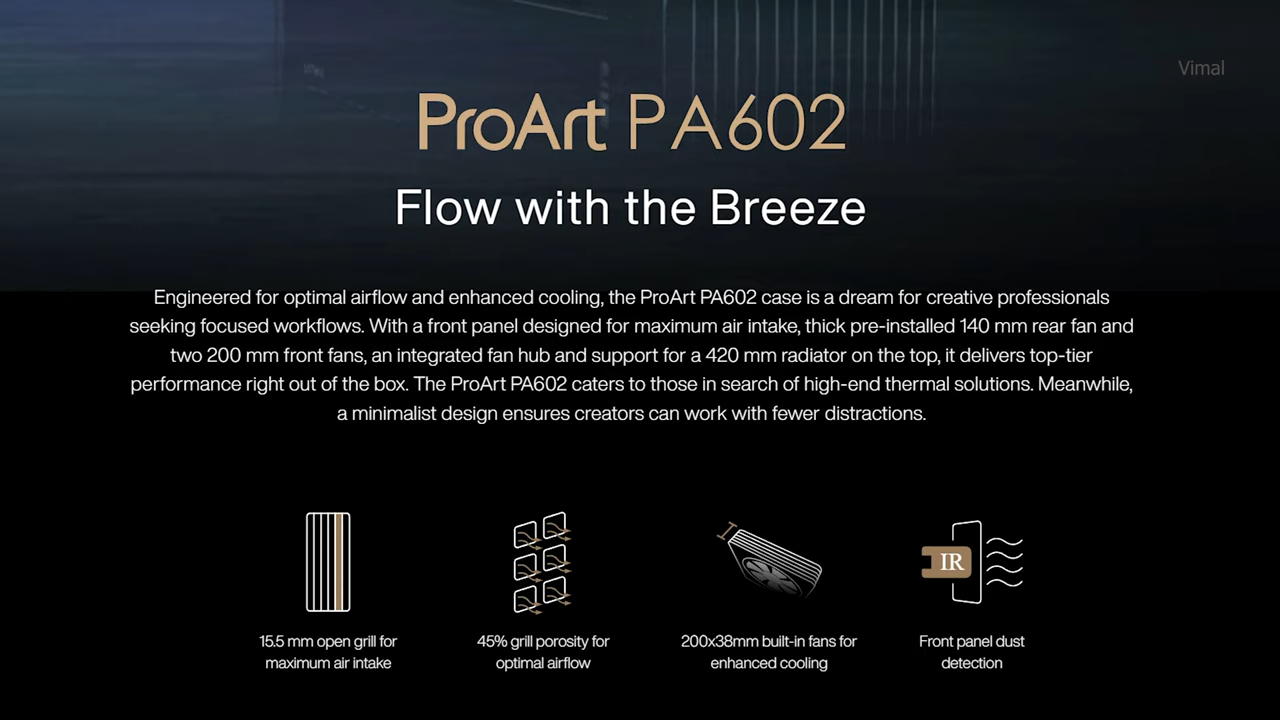 Vimal
ProArt PA602
Flow with the Breeze
Engineered for optimal airflow and enhanced cooling, the ProArt PA602 case is a dream for creative professionals
seeking focused workflows. With a front panel designed for maximum air intake, thick pre-installed 140 mm rear fan and
two 200 mm front fans, an integrated fan hub and support for a 420 mm radiator on the top, it delivers top-tier
performance right out of the box. The ProArt PA602 caters to those in search of high-end thermal solutions. Meanwhile,
a minimalist design ensures creators can work with fewer distractions.
IR
15.5 mm open grill for
maximum air intake
45% grill porosity for
optimal airflow
200x38mm built-in fans for
enhanced cooling
Front panel dust
detection